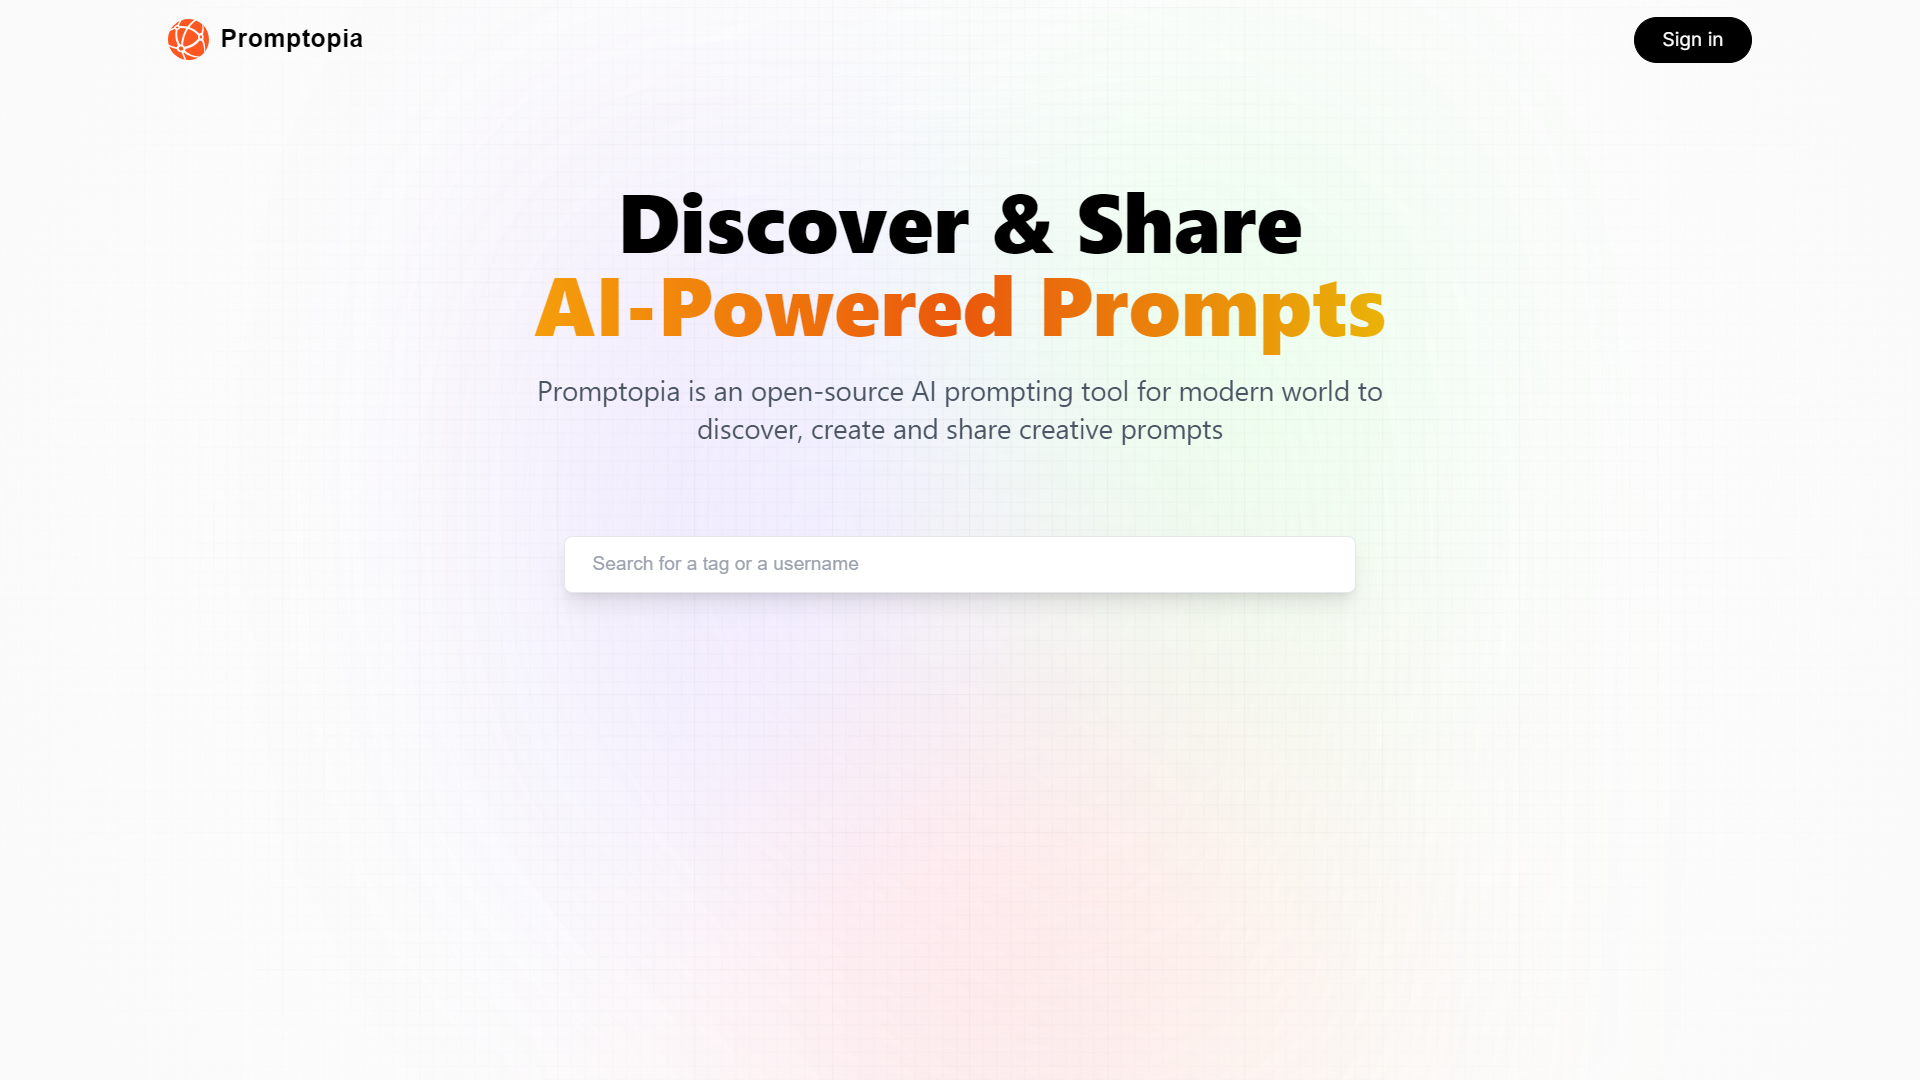 Promptopia
Sign in
Discover & Share
AI-Powered Prompts
Promptopia is an open-source AI prompting tool for modern world to
discover, create and share creative prompts
Search for a tag or a username